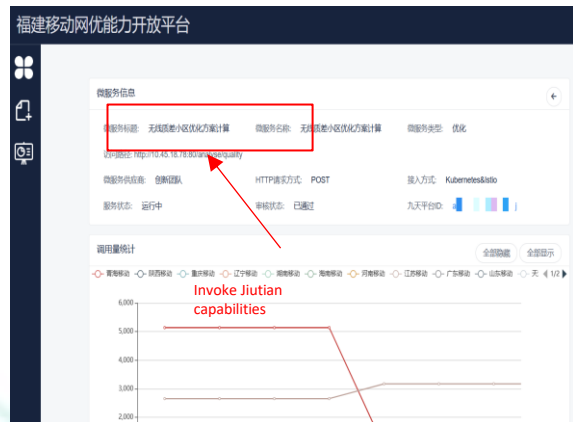 福建移动网优能力开放平台
微服务信息
微服务标题: 无线质差小区优化方案计算 微服务名称: 无线质差小区优化方案计算 微服务类型: 优化
访问路径: http://10.45.16.78:80/analyse/quality
微服务供应商: 创新团队 HTTP请求方式: POST 接入方式: Kubernetes&Istio
服务状态: 运行中 审核状态: 已通过 九天平台ID:
调用量统计 全部隐藏 全部显示
青海移动 陕西移动 重庆移动 辽宁移动 湖南移动 海南移动 河南移动 江苏移动 广东移动 山东移动 天 1/2
Invoke Jiutian
capabilities
6,000
5,000
4,000
3,000
2,000